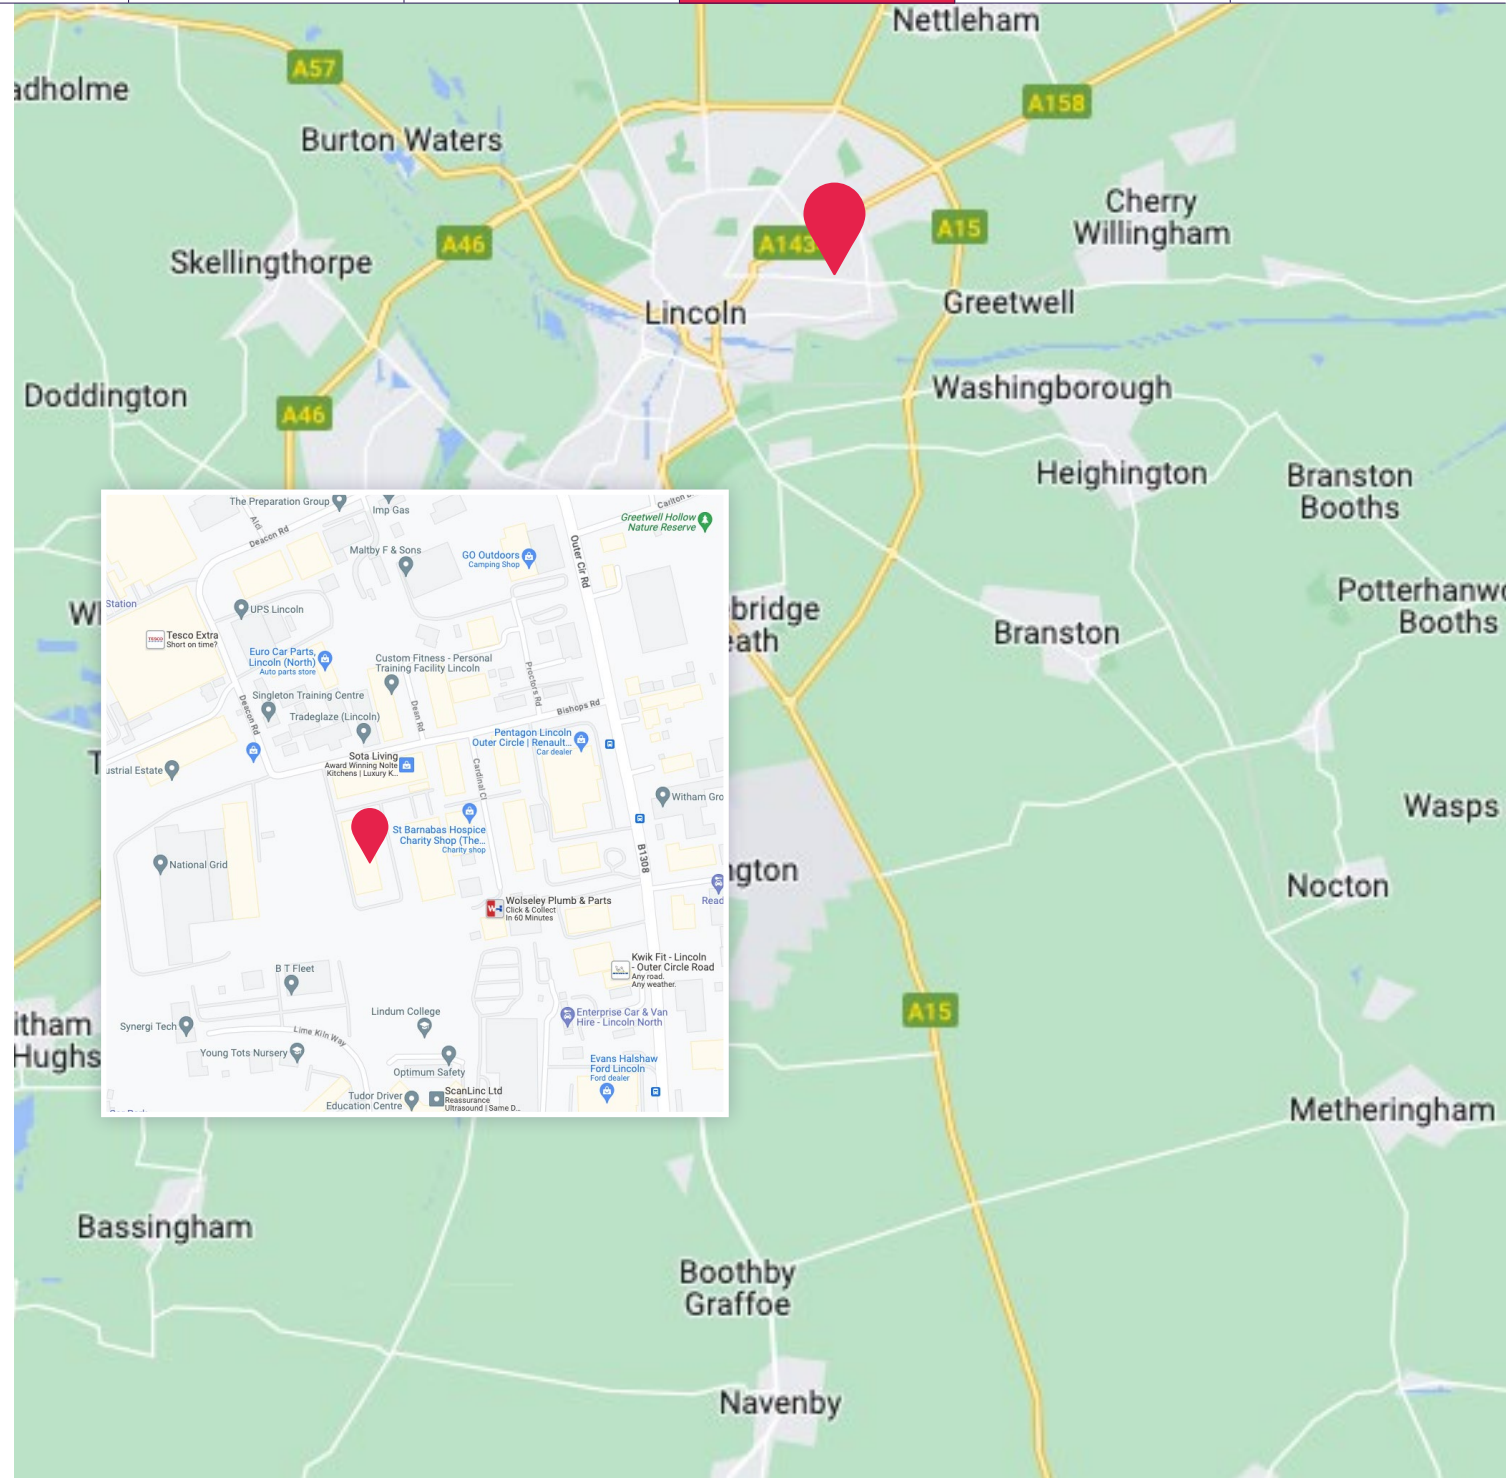 Nettleham
A57
adholme
A158
Burton Waters
Cherry
Willingham
A15
A46
A143
Skellingthorpe
Greetwell
Lincoln
Washingborough
Doddington
A46
Heighington
Branston
Booths
Potterhanwo
Booths
bridge
eath
Branston
Wasps
ngton
Nocton
A15
itham
Hughs
Metheringham
Bassingham
Boothby
Graffoe
Navenby
The Preparation Group
Imp Gas
Carlton
Greetwell Hollow
Nature Reserve
Aldi
Deacon Rd
Outer Cir Rd
Maltby F & Sons
GO Outdoors
Camping Shop
Station
UPS Lincoln
Tesco Extra
Short on time?
Euro Car Parts,
Lincoln (North)
Auto parts store
Custom Fitness - Personal
Training Facility Lincoln
Proctors Rd
Singleton Training Centre
Deacon Rd
Dean Rd
Bishops Rd
Tradeglaze (Lincoln)
Pentagon Lincoln
Outer Circle | Renault...
Car dealer
Sota Living
Award Winning Nolte
Kitchens | Luxury K...
ustrial Estate
Cardinal Cl
Witham Gro
St Barnabas Hospice
Charity Shop (The...
Charity shop
B1308
National Grid
Read
Wolseley Plumb & Parts
Click & Collect
In 60 Minutes
Kwik Fit - Lincoln
- Outer Circle Road
Any road.
Any weather.
B T Fleet
Lindum College
Enterprise Car & Van
Hire - Lincoln North
Synergi Tech
Lime Kiln Way
Young Tots Nursery
Optimum Safety
Evans Halshaw
Ford Lincoln
Ford dealer
Tudor Driver
Education Centre
ScanLinc Ltd
Reassurance
Ultrasound | Same D...